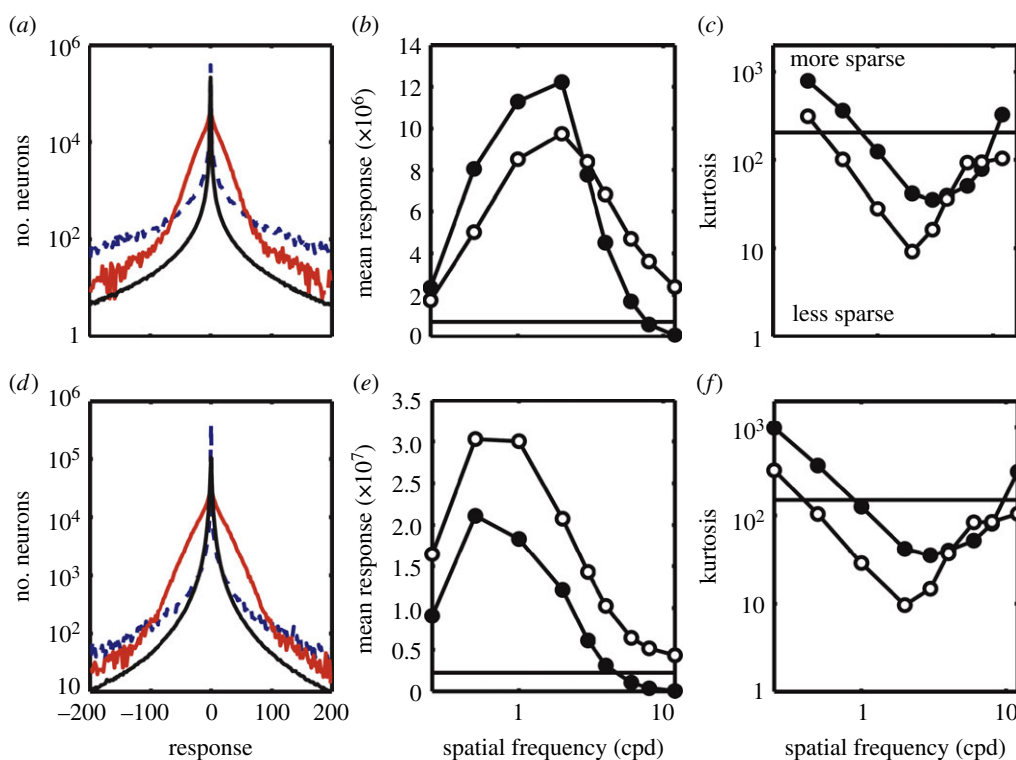 (a)
10^6
10^4
10^2
1
no. neurons
(b)
14
12
10
8
6
4
2
0
mean response (×10^6)
(c)
10^3
10^2
10
1
kurtosis
more sparse
less sparse
(d)
10^6
10^5
10^4
10^3
10^2
10
no. neurons
−200
−100
0
100
200
response
(e)
3.5
3.0
2.5
2.0
1.5
1.0
0.5
0
mean response (×10^7)
1
10
spatial frequency (cpd)
(f)
10^3
10^2
10
1
kurtosis
1
10
spatial frequency (cpd)